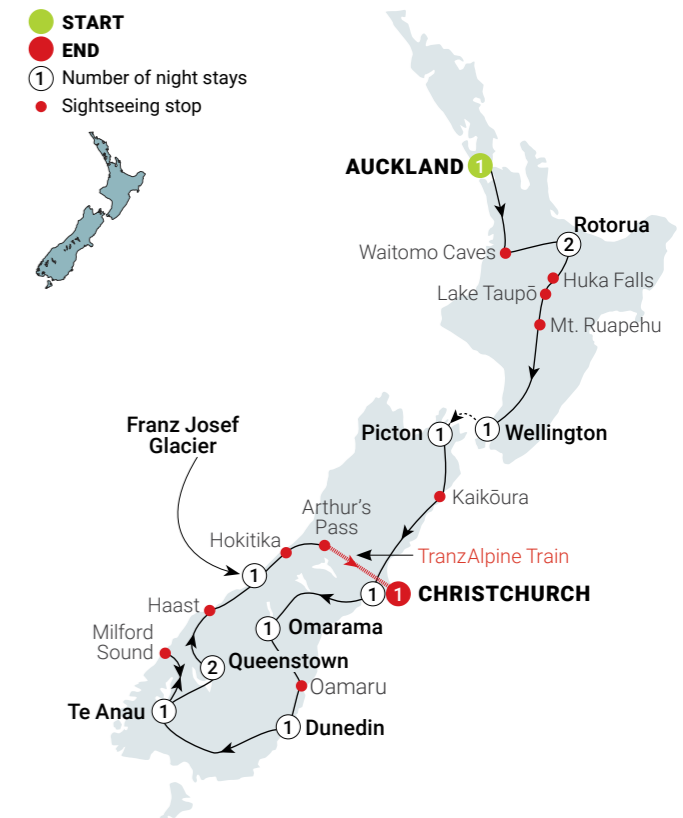 START
END
1 Number of night stays
Sightseeing stop
AUCKLAND 1
Rotorua
2
Waitomo Caves
Huka Falls
Lake Taupō
Mt. Ruapehu
Franz Josef
Glacier
Picton 1
1 Wellington
Kaikōura
Arthur's
Pass
Hokitika
TranzAlpine Train
1
1 1 CHRISTCHURCH
Haast
1 Omarama
Milford
Sound
2 Queenstown
Oamaru
Te Anau 1
1 Dunedin